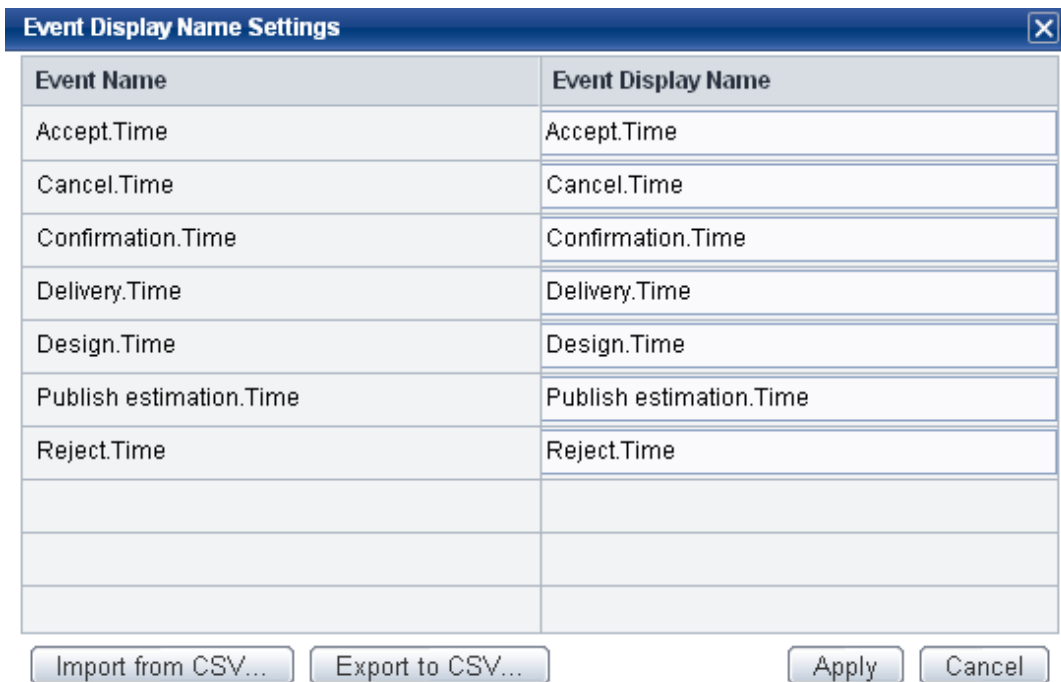 Event Display Name Settings
Event Name Event Display Name
Accept.Time Accept.Time
Cancel.Time Cancel.Time
Confirmation.Time Confirmation.Time
Delivery.Time Delivery.Time
Design.Time Design.Time
Publish estimation.Time Publish estimation.Time
Reject.Time Reject.Time
Import from CSV... Export to CSV... Apply Cancel